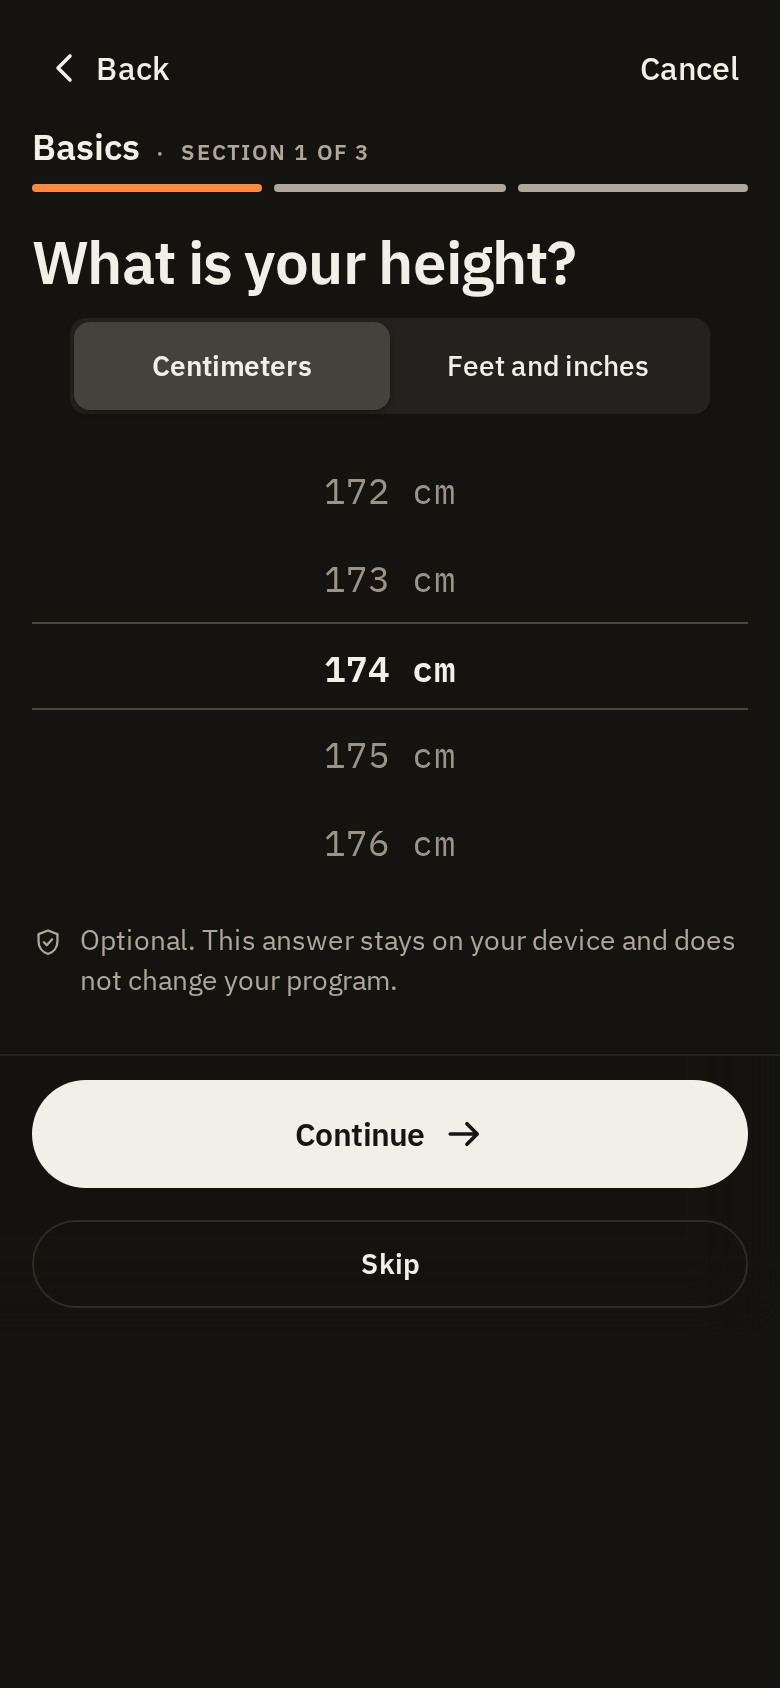 Back
Cancel
Basics · SECTION 1 OF 3
What is your height?
Centimeters
Feet and inches
172 cm
173 cm
174 cm
175 cm
176 cm
Optional. This answer stays on your device and does
not change your program.
Continue
Skip